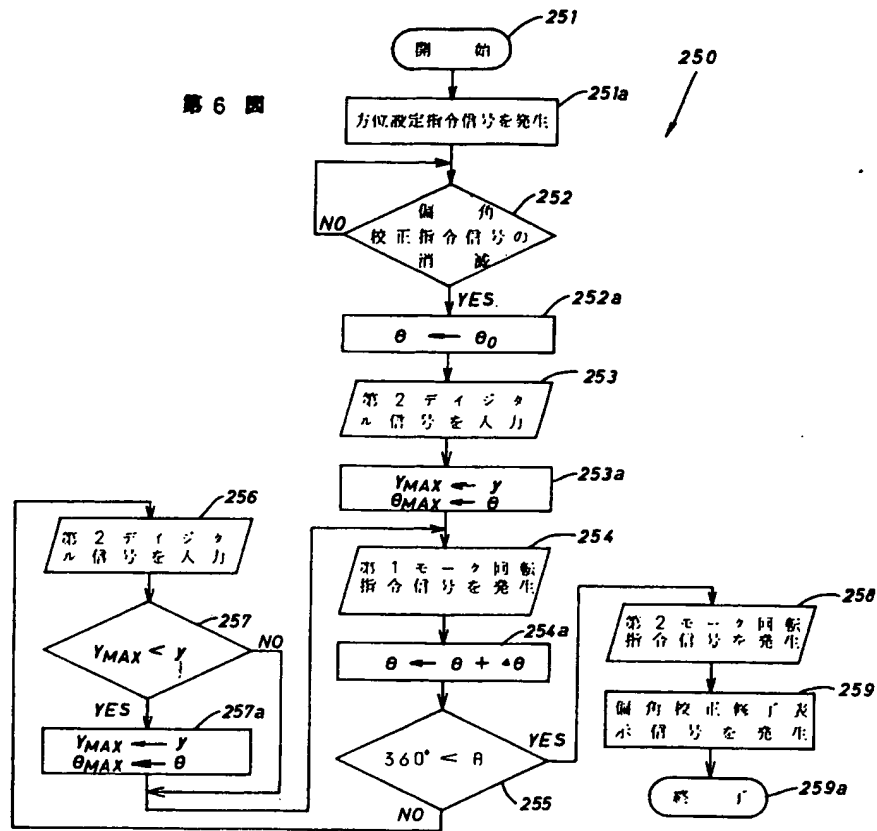 第 6 図
250
251
開 始
251a
方位設定指令信号を発生
252
偏 角
校正指令信号の
消 滅
NO
YES
252a
θ ← θ0
253
第 2 デ ィ ジ タ
ル 信 号 を 入 力
253a
YMAX ← y
θMAX ← θ
254
第 1 モ ー タ 回 転
指 令 信 号 を 発 生
254a
θ ← θ + Δθ
255
360° < θ
YES
NO
256
第 2 デ ィ ジ タ
ル 信 号 を 入 力
257
YMAX < y
NO
YES
257a
YMAX ← y
θMAX ← θ
258
第 2 モ ー タ 回 転
指 令 信 号 を 発 生
259
偏 角 校 正 終 了 表
示 信 号 を 発 生
259a
終 了